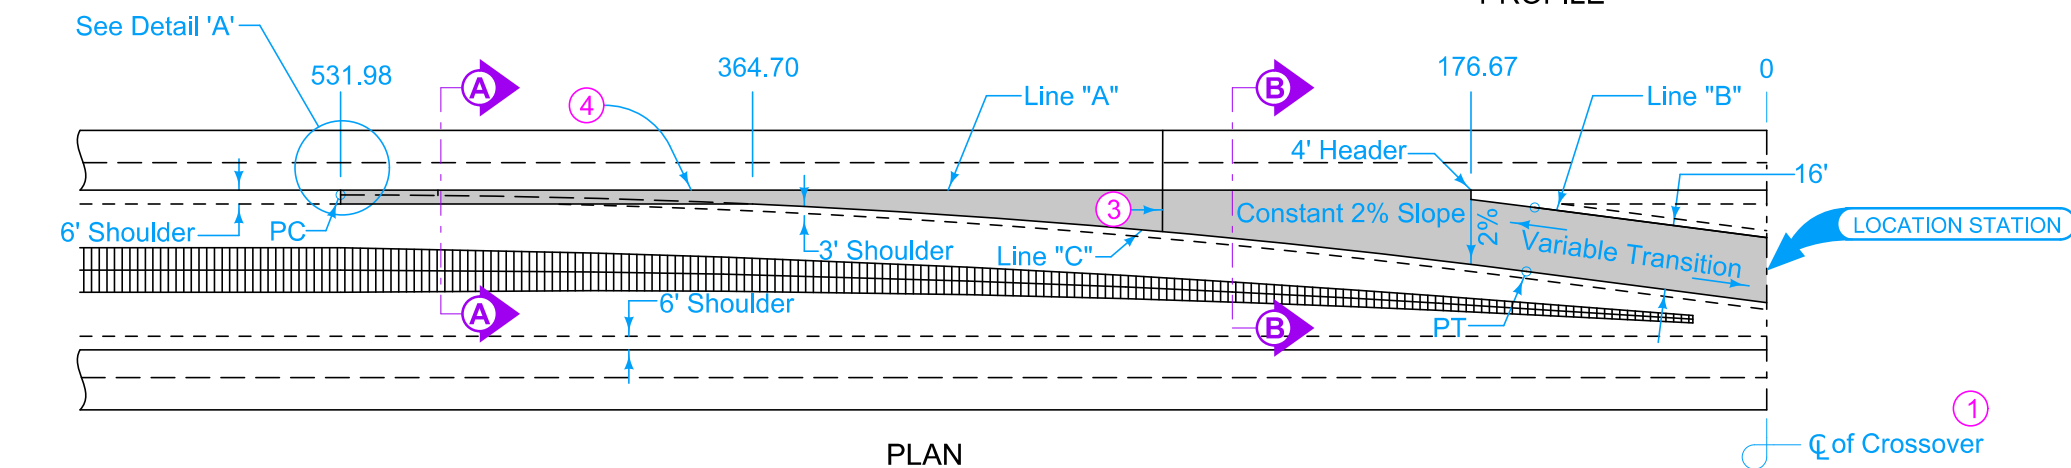 PROFILE
See Detail 'A'
531.98
364.70
176.67
0
A
4
Line "A"
B
Line "B"
4' Header
16'
3
Constant 2% Slope
2%
Variable Transition
LOCATION STATION
6' Shoulder
PC
3' Shoulder
Line "C"
6' Shoulder
A
B
PT
1
PLAN
℄ of Crossover